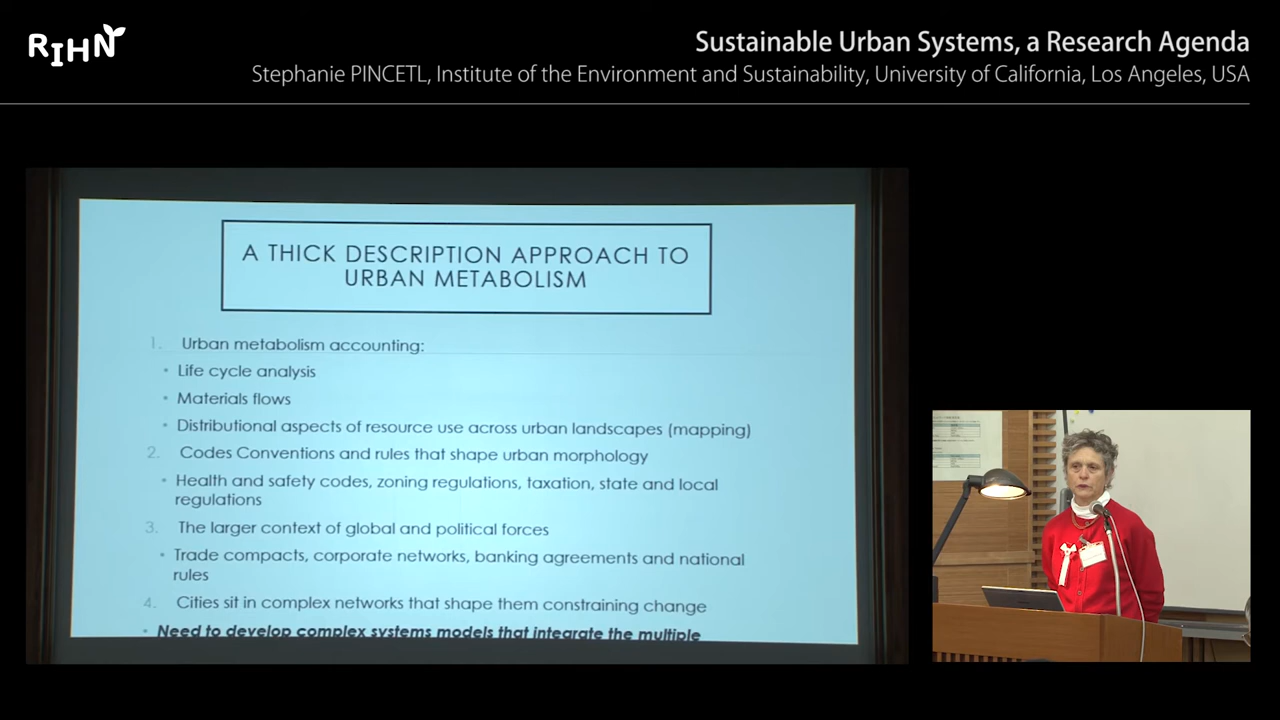 RIHN
Sustainable Urban Systems, a Research Agenda
Stephanie PINCETL, Institute of the Environment and Sustainability, University of California, Los Angeles, USA
A THICK DESCRIPTION APPROACH TO
URBAN METABOLISM
1. Urban metabolism accounting:
• Life cycle analysis
• Materials flows
• Distributional aspects of resource use across urban landscapes (mapping)
2. Codes Conventions and rules that shape urban morphology
• Health and safety codes, zoning regulations, taxation, state and local
regulations
3. The larger context of global and political forces
• Trade compacts, corporate networks, banking agreements and national
rules
4. Cities sit in complex networks that shape them constraining change
• Need to develop complex systems models that integrate the multiple